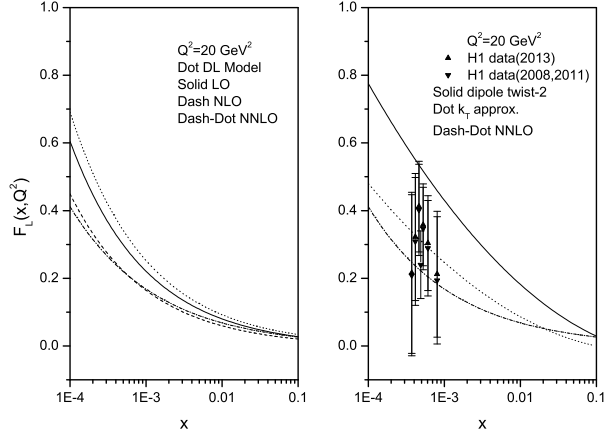 1.0
0.8
0.6
0.4
0.2
0.0
F_L(x,Q²)
Q²=20 GeV²
Dot DL Model
Solid LO
Dash NLO
Dash-Dot NNLO
1E-4
1E-3
0.01
0.1
x
1.0
0.8
0.6
0.4
0.2
0.0
Q²=20 GeV²
▲ H1 data(2013)
▼ H1 data(2008,2011)
Solid dipole twist-2
Dot k_T approx.
Dash-Dot NNLO
1E-4
1E-3
0.01
0.1
x